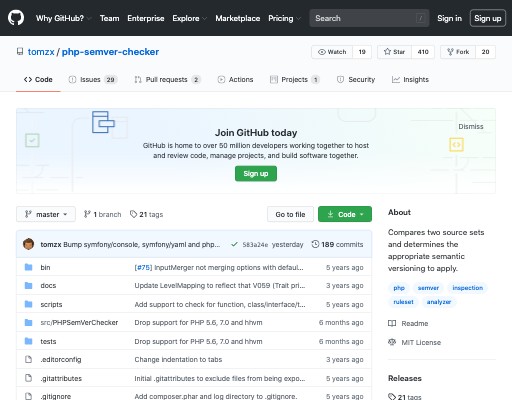 Why GitHub? Team Enterprise Explore Marketplace Pricing Search / Sign in Sign up
tomzx / php-semver-checker Watch 19 Star 410 Fork 20
Code Issues 29 Pull requests 2 Actions Projects 1 Security Insights
Dismiss
Join GitHub today
GitHub is home to over 50 million developers working together to host
and review code, manage projects, and build software together.
Sign up
master 1 branch 21 tags Go to file Code
tomzx Bump symfony/console, symfony/yaml and php... 583a24e yesterday 189 commits
bin [#75] InputMerger not merging options with defaul... 5 years ago
docs Update LevelMapping to reflect that V059 (Trait pri... 3 years ago
scripts Add support to check for function, class/interface/t... 5 years ago
src/PHPSemVerChecker Drop support for PHP 5.6, 7.0 and hhvm 6 months ago
tests Drop support for PHP 5.6, 7.0 and hhvm 6 months ago
.editorconfig Change indentation to tabs 3 years ago
.gitattributes Initial .gitattributes to exclude files from being expo... 5 years ago
.gitignore Add composer.phar and log directory to .gitignore. 5 years ago
About
Compares two source sets
and determines the
appropriate semantic
versioning to apply.
php semver inspection
ruleset analyzer
Readme
MIT License
Releases
21 tags